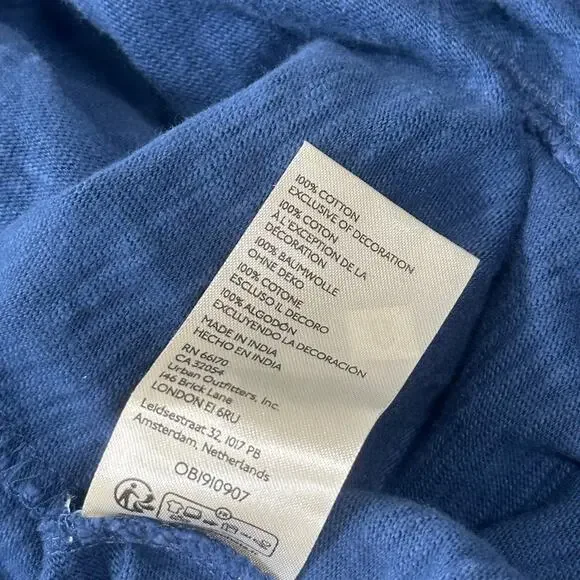 100% COTTON
EXCLUSIVE OF DECORATION
100% COTON
À L'EXCEPTION DE LA
DÉCORATION
100% BAUMWOLLE
OHNE DEKO
100% COTONE
ESCLUSO IL DECORO
100% ALGODÓN
EXCLUYENDO LA DECORACIÓN
MADE IN INDIA
HECHO EN INDIA
RN 66170
CA 32054
Urban Outfitters, Inc.
146 Brick Lane
LONDON E1 6RU
Leidsestraat 32, 1017 PB
Amsterdam, Netherlands
OB1910907
FR